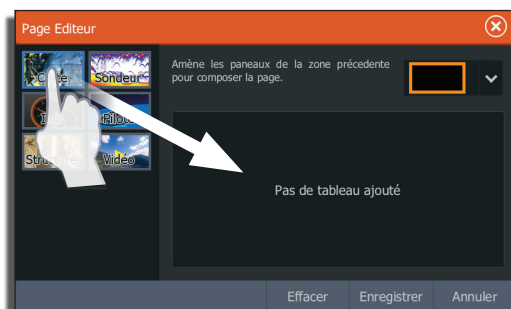 Page Editeur
Amène les paneaux de la zone précedente
pour composer la page.
Sondeur
Vidéo
Pas de tableau ajouté
Effacer Enregistrer Annuler